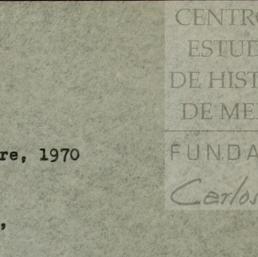 CENTRO
ESTUD
DE HIST
DE ME
FUNDA
Carlos
re, 1970
,